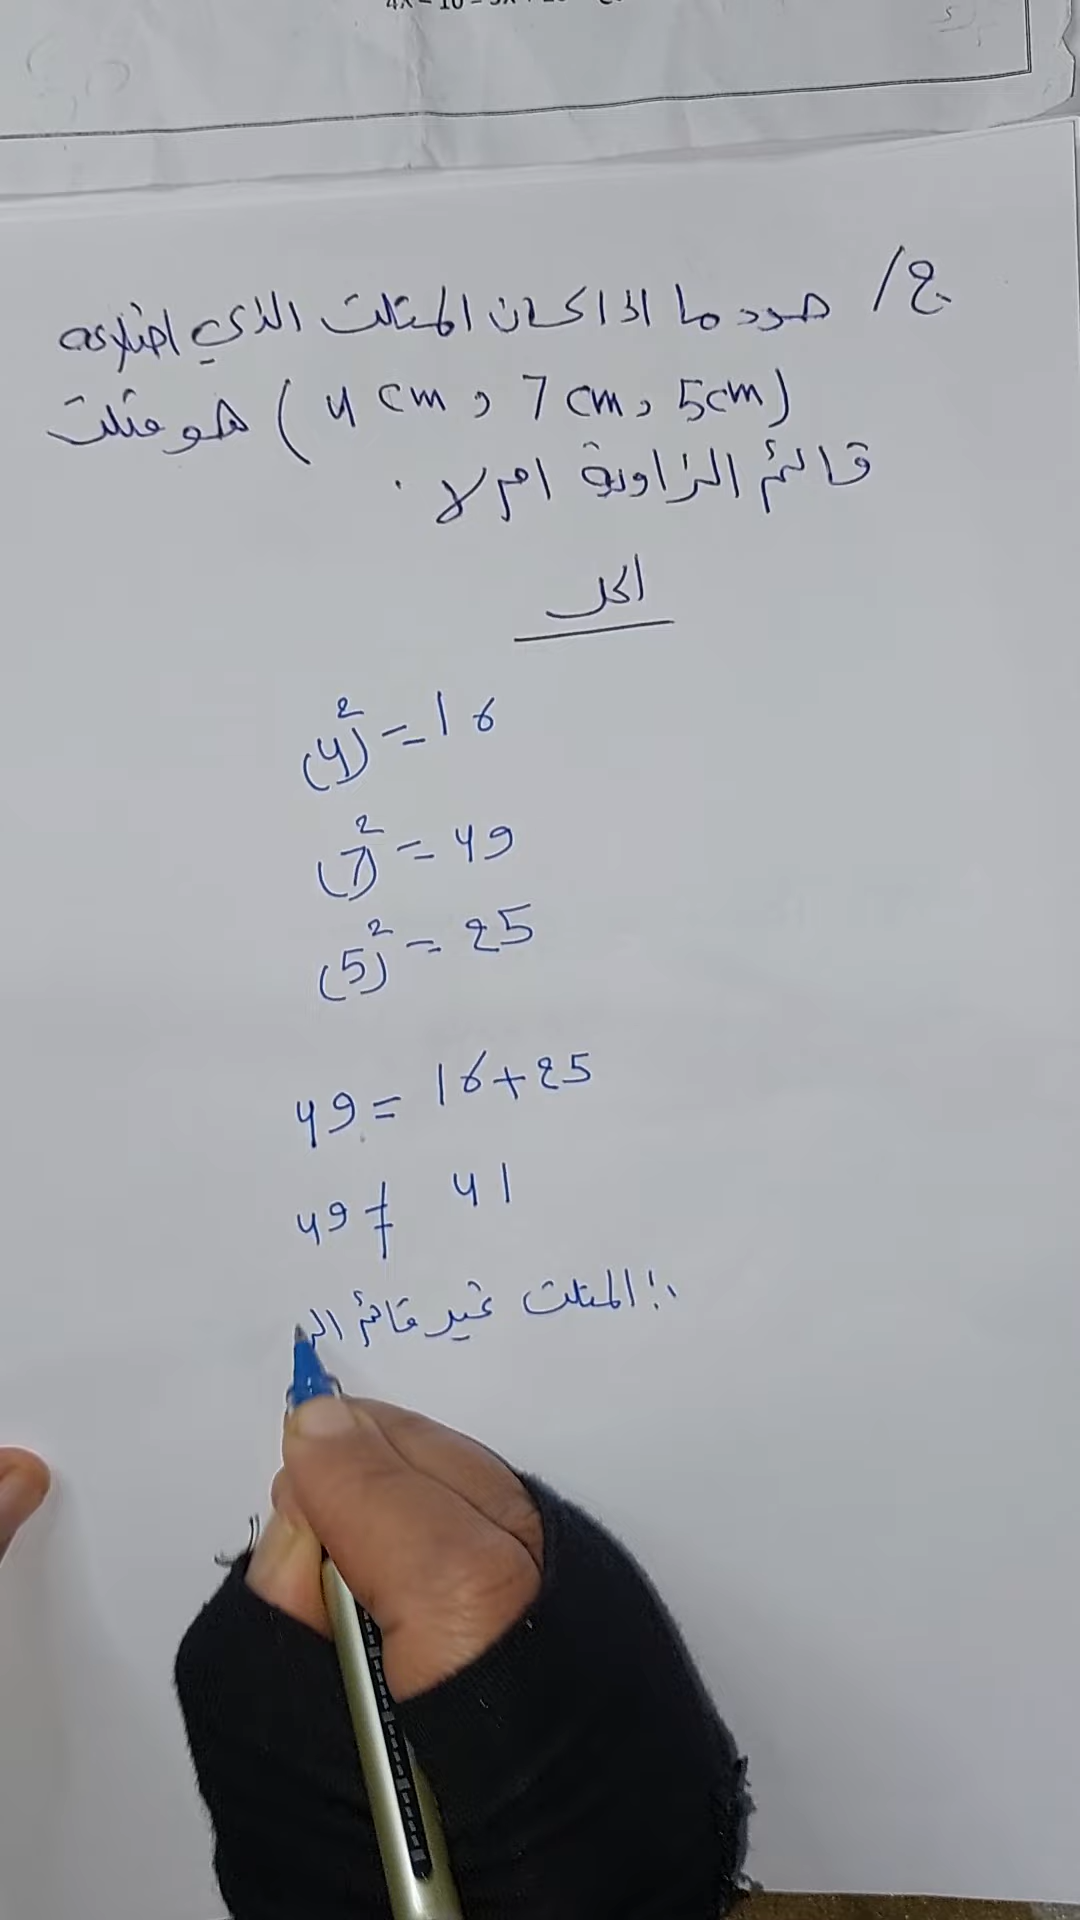 ج/ حدد ما اذا كان المثلث الذي اضلاعه
(4 cm , 7 cm , 5cm) هو مثلث
قائم الزاوية ام لا .
الحل
(4)² = 16
(7)² = 49
(5)² = 25
49 = 16+25
49 ≠ 41
∴ المثلث غير قائم الز